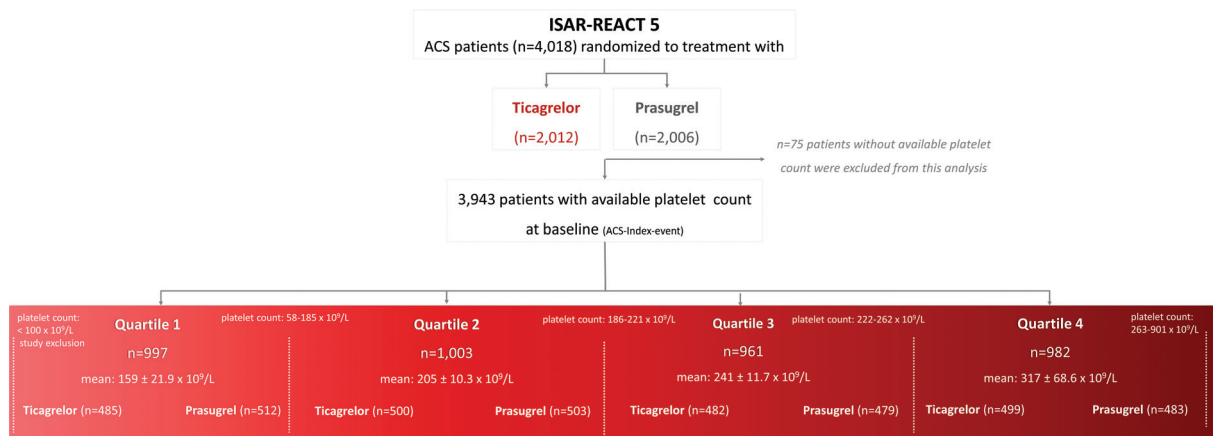 ISAR-REACT 5
ACS patients (n=4,018) randomized to treatment with
Ticagrelor
(n=2,012)
Prasugrel
(n=2,006)
n=75 patients without available platelet
count were excluded from this analysis
3,943 patients with available platelet count
at baseline (ACS-Index-event)
platelet count:
< 100 x 10⁹/L
study exclusion
Quartile 1
platelet count: 58-185 x 10⁹/L
n=997
mean: 159 ± 21.9 x 10⁹/L
Ticagrelor (n=485)
Prasugrel (n=512)
Quartile 2
platelet count: 186-221 x 10⁹/L
n=1,003
mean: 205 ± 10.3 x 10⁹/L
Ticagrelor (n=500)
Prasugrel (n=503)
Quartile 3
platelet count: 222-262 x 10⁹/L
n=961
mean: 241 ± 11.7 x 10⁹/L
Ticagrelor (n=482)
Prasugrel (n=479)
Quartile 4
platelet count:
263-901 x 10⁹/L
n=982
mean: 317 ± 68.6 x 10⁹/L
Ticagrelor (n=499)
Prasugrel (n=483)